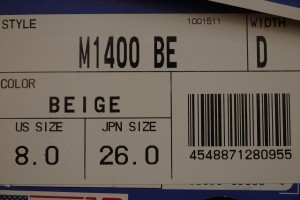 STYLE 1001511 WIDTH
M1400 BE D
COLOR
BEIGE
US SIZE JPN SIZE
8.0 26.0
4548871280955